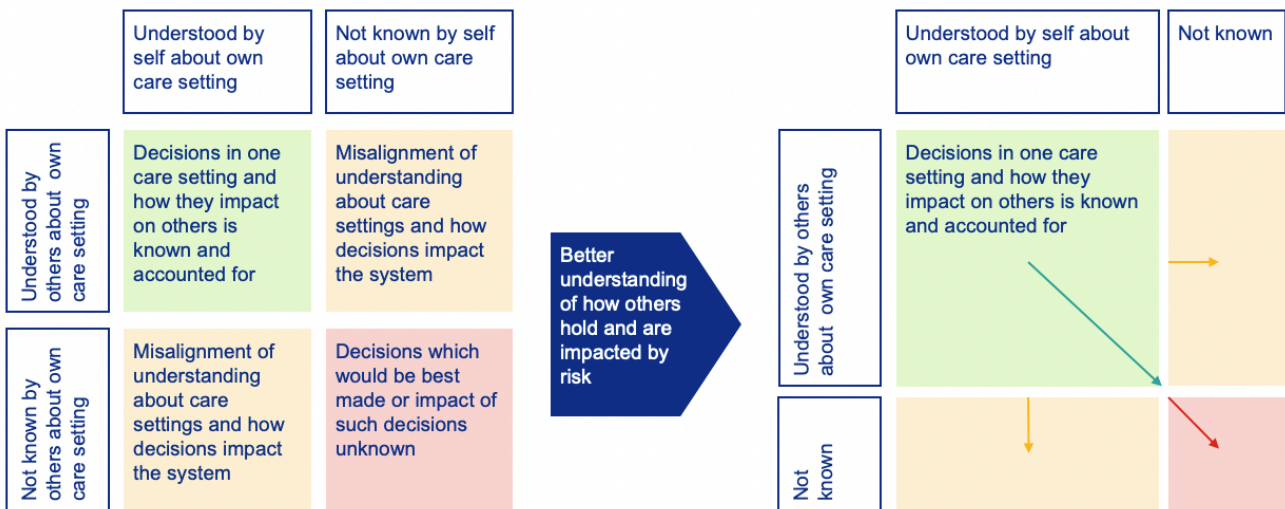 Understood by
self about own
care setting
Not known by self
about own care
setting
Understood by
others about  own
care setting
Decisions in one
care setting and
how they impact
on others is
known and
accounted for
Misalignment of
understanding
about care
settings and how
decisions impact
the system
Not known by
others about own
care setting
Misalignment of
understanding
about care
settings and how
decisions impact
the system
Decisions which
would be best
made or impact of
such decisions
unknown
Better
understanding
of how others
hold and are
impacted by
risk
Understood by self about
own care setting
Not known
Understood by others
about  own care setting
Decisions in one care
setting and how they
impact on others is known
and accounted for
Not
known